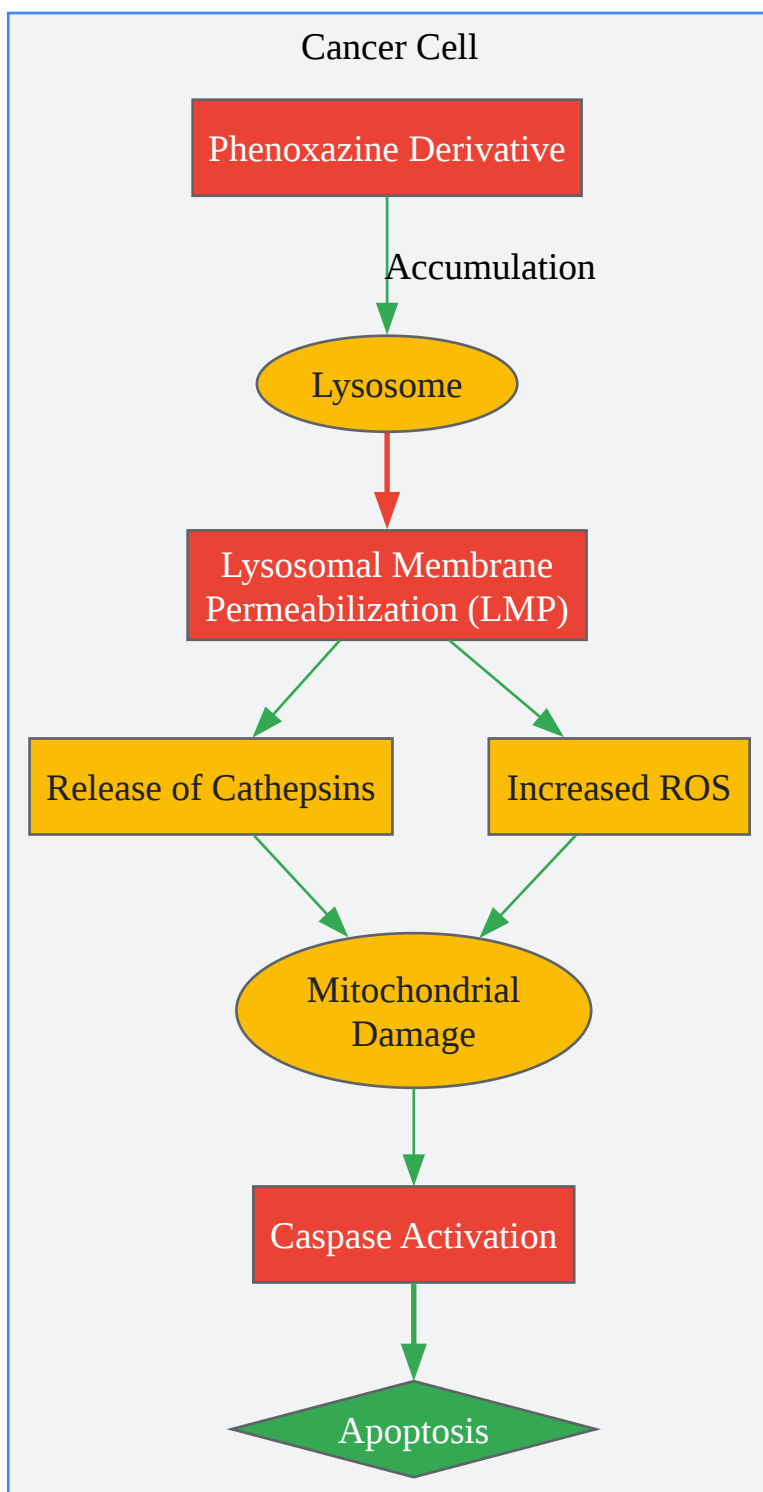 Cancer Cell
Phenoxazine Derivative
Accumulation
Lysosome
Lysosomal Membrane
Permeabilization (LMP)
Release of Cathepsins
Increased ROS
Mitochondrial
Damage
Caspase Activation
Apoptosis